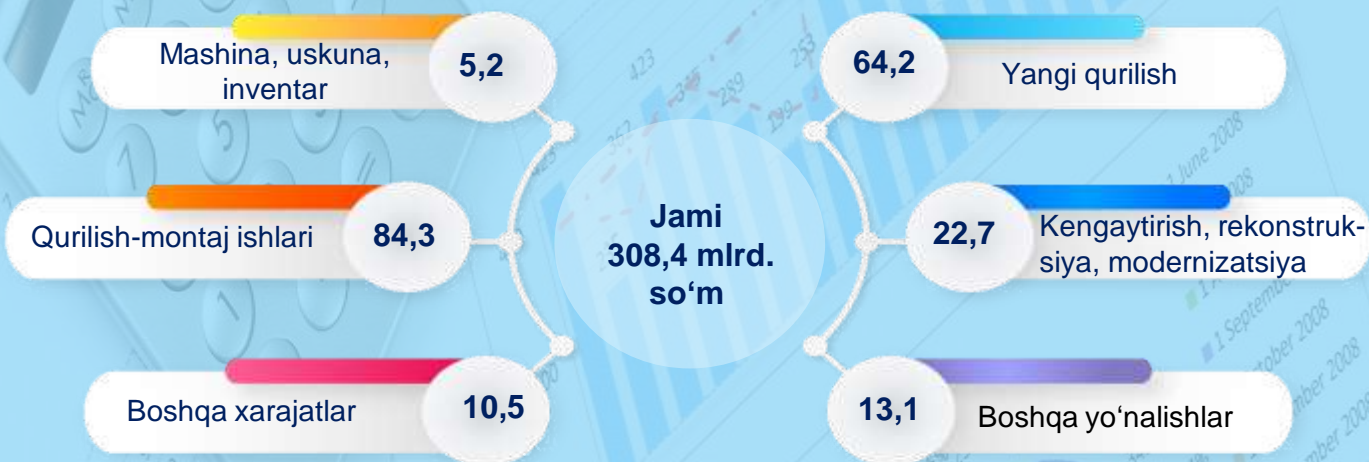 Mashina, uskuna,
inventar
5,2
Qurilish-montaj ishlari
84,3
Boshqa xarajatlar
10,5
Jami
308,4 mlrd.
so‘m
64,2
Yangi qurilish
22,7
Kengaytirish, rekonstruk-
siya, modernizatsiya
13,1
Boshqa yo‘nalishlar